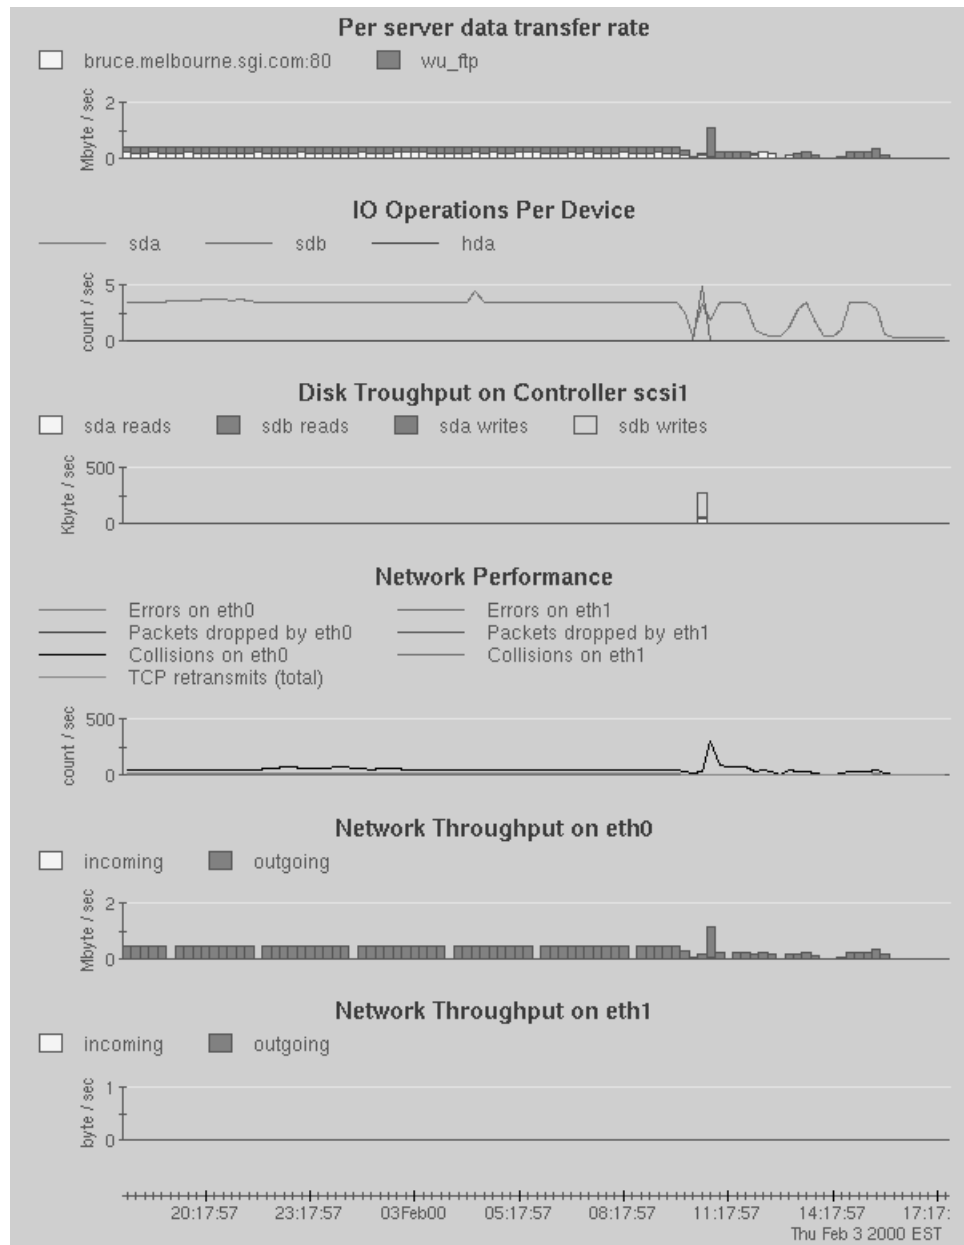 Per server data transfer rate
bruce.melbourne.sgi.com:80 wu_ftp
Mbyte / sec
2
0
IO Operations Per Device
sda sdb hda
count / sec
5
0
Disk Troughput on Controller scsi1
sda reads sdb reads sda writes sdb writes
Kbyte / sec
500
0
Network Performance
Errors on eth0 Errors on eth1
Packets dropped by eth0 Packets dropped by eth1
Collisions on eth0 Collisions on eth1
TCP retransmits (total)
count / sec
500
0
Network Throughput on eth0
incoming outgoing
Mbyte / sec
2
0
Network Throughput on eth1
incoming outgoing
byte / sec
1
0
20:17:57 23:17:57 03Feb00 05:17:57 08:17:57 11:17:57 14:17:57 17:17:
Thu Feb 3 2000 EST